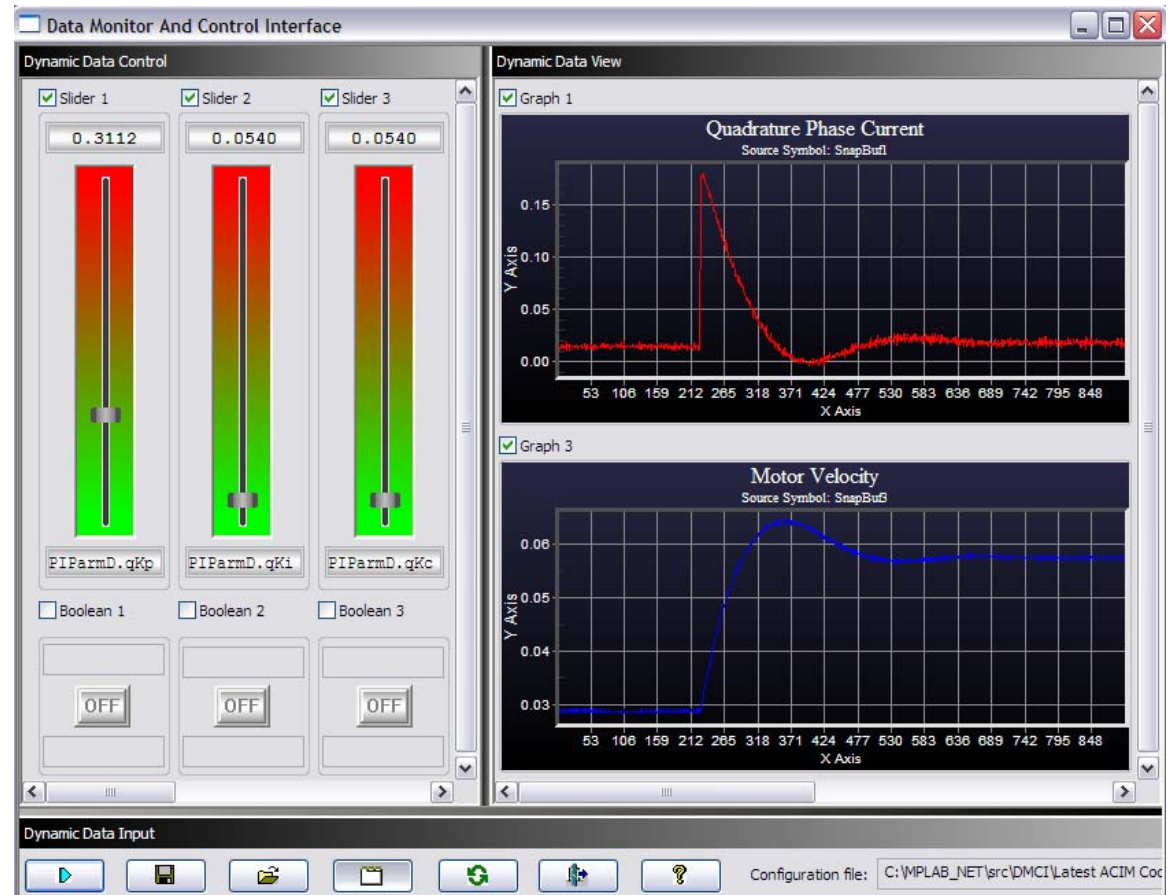 Data Monitor And Control Interface
Dynamic Data Control
Slider 1 Slider 2 Slider 3
0.3112 0.0540 0.0540
PIParmD.qKp PIParmD.qKi PIParmD.qKc
Boolean 1 Boolean 2 Boolean 3
OFF OFF OFF
Dynamic Data View
Graph 1
Quadrature Phase Current
Source Symbol: SnapBuf1
Y Axis
0.15
0.10
0.05
0.00
53 106 159 212 265 318 371 424 477 530 583 636 689 742 795 848
X Axis
Graph 3
Motor Velocity
Source Symbol: SnapBuf3
Y Axis
0.06
0.05
0.04
0.03
53 106 159 212 265 318 371 424 477 530 583 636 689 742 795 848
X Axis
Dynamic Data Input
?
Configuration file: C:\MPLAB_NET\src\DMCI\Latest ACIM Coc